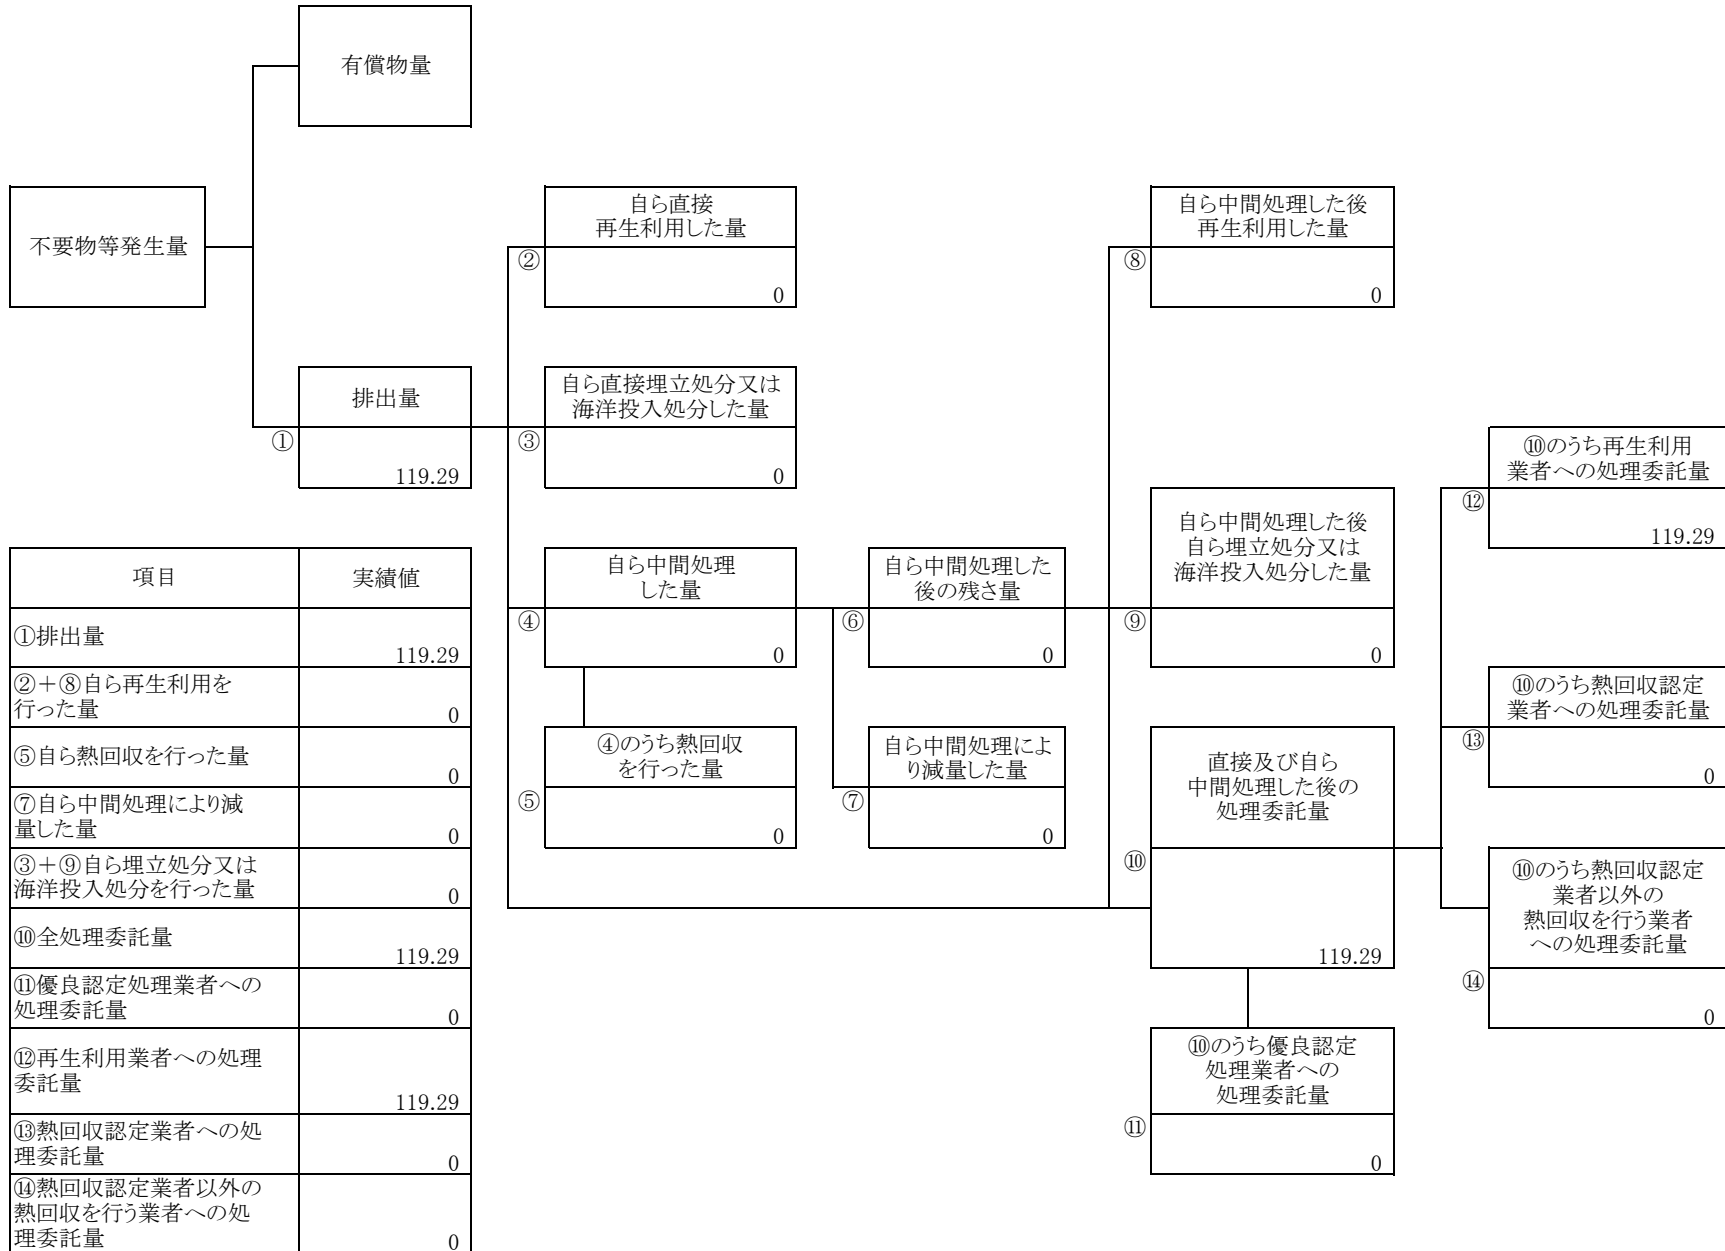 有償物量
不要物等発生量
自ら直接
再生利用した量
②
0
自ら中間処理した後
再生利用した量
⑧
0
排出量
①
119.29
自ら直接埋立処分又は
海洋投入処分した量
③
0
⑩のうち再生利用
業者への処理委託量
⑫
119.29
自ら中間処理
した量
④
0
自ら中間処理した
後の残さ量
⑥
0
自ら中間処理した後
自ら埋立処分又は
海洋投入処分した量
⑨
0
⑩のうち熱回収認定
業者への処理委託量
⑬
0
④のうち熱回収
を行った量
⑤
0
自ら中間処理によ
り減量した量
⑦
0
直接及び自ら
中間処理した後の
処理委託量
⑩
119.29
⑩のうち熱回収認定
業者以外の
熱回収を行う業者
への処理委託量
⑭
0
⑩のうち優良認定
処理業者への
処理委託量
⑪
0
項目
実績値
①排出量
119.29
②+⑧自ら再生利用を
行った量
0
⑤自ら熱回収を行った量
0
⑦自ら中間処理により減
量した量
0
③+⑨自ら埋立処分又は
海洋投入処分を行った量
0
⑩全処理委託量
119.29
⑪優良認定処理業者への
処理委託量
0
⑫再生利用業者への処理
委託量
119.29
⑬熱回収認定業者への処
理委託量
0
⑭熱回収認定業者以外の
熱回収を行う業者への処
理委託量
0